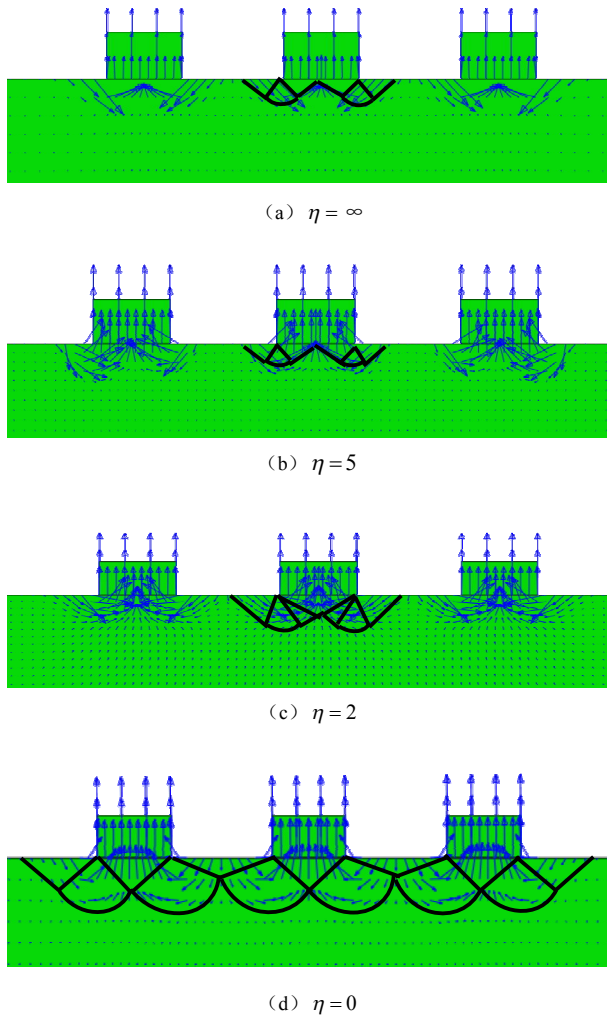 （a） η = ∞
（b） η = 5
（c） η = 2
（d） η = 0